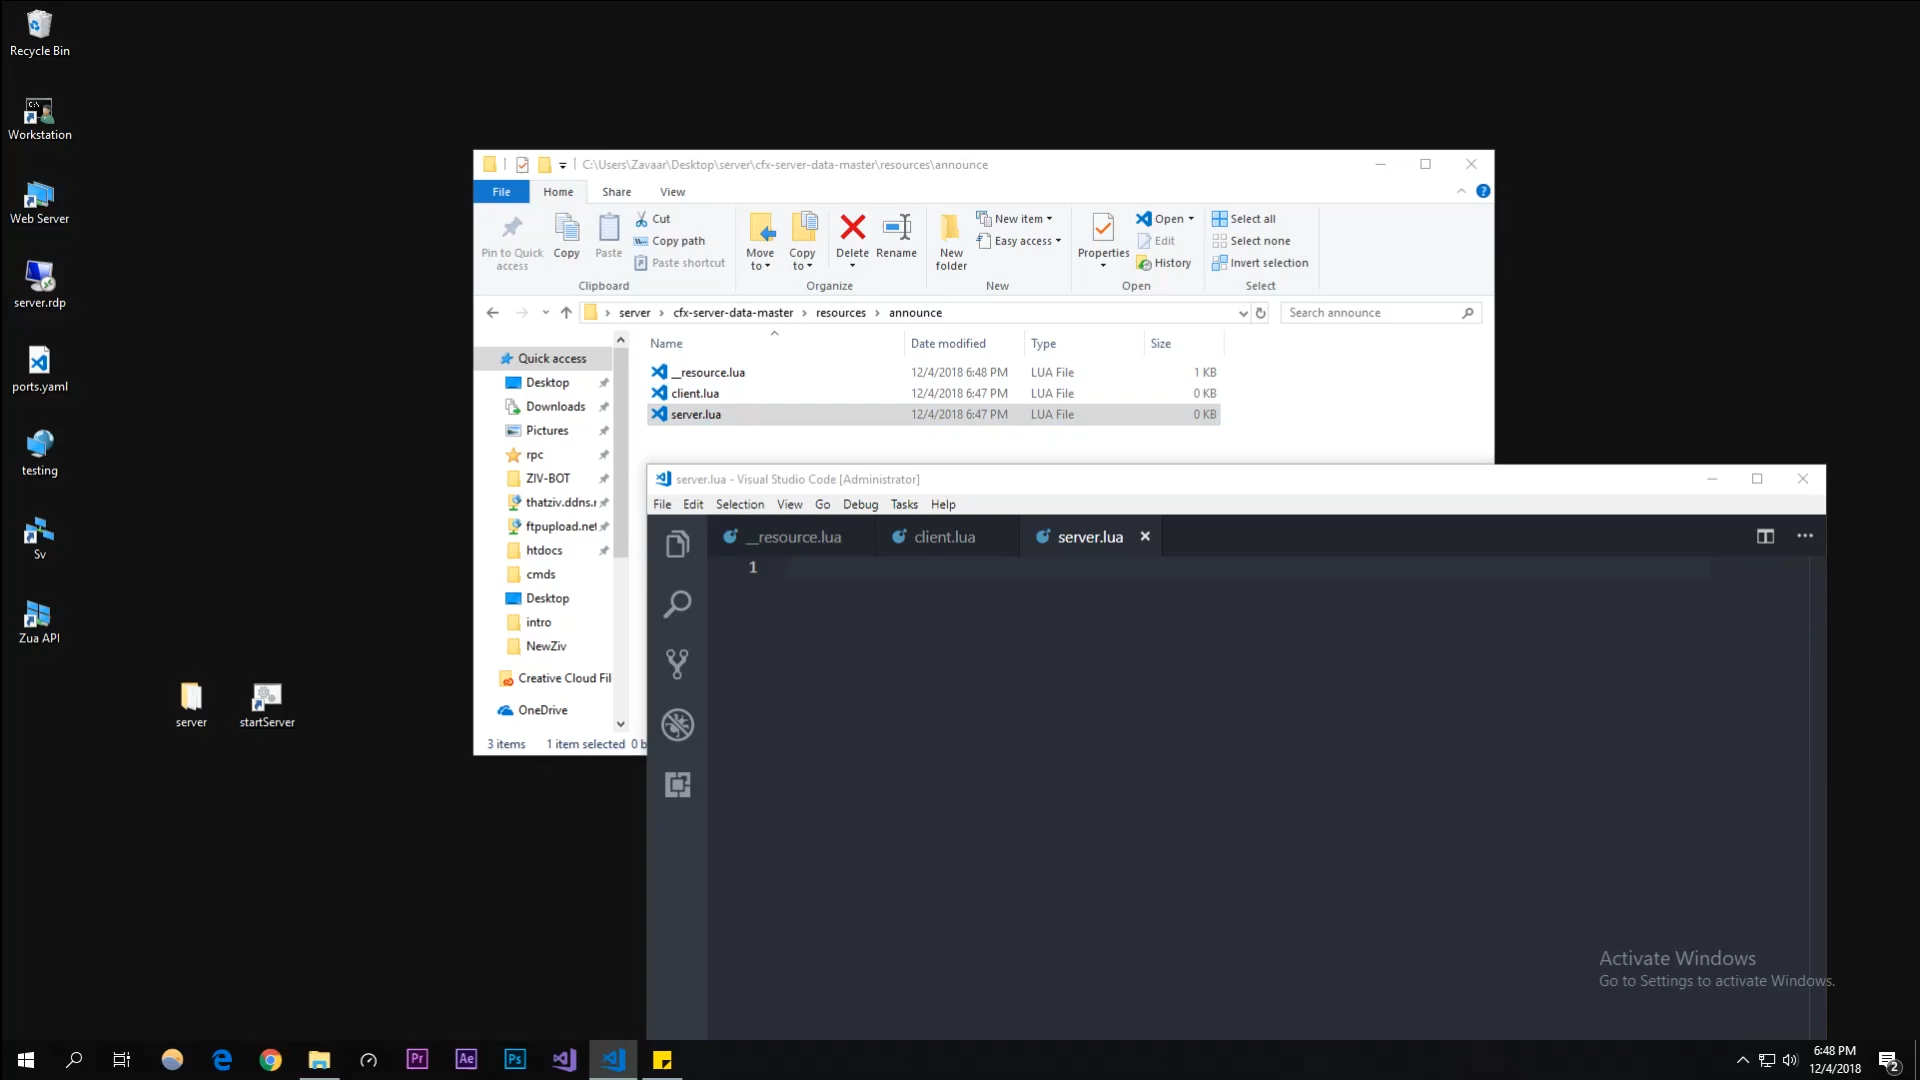 Recycle Bin
Workstation
Web Server
server.rdp
ports.yaml
testing
Sv
Zua API
server
startServer
C:\Users\Zavaar\Desktop\server\cfx-server-data-master\resources\announce
File Home Share View
Pin to Quick access
Copy
Paste
Cut
Copy path
Paste shortcut
Clipboard
Move to
Copy to
Delete
Rename
Organize
New folder
New item
Easy access
New
Properties
Open
Edit
History
Open
Select all
Select none
Invert selection
Select
server cfx-server-data-master resources announce
Search announce
Quick access
Desktop
Downloads
Pictures
rpc
ZIV-BOT
thatziv.ddns.r
ftpupload.net
htdocs
cmds
Desktop
intro
NewZiv
Creative Cloud Fil
OneDrive
Name Date modified Type Size
__resource.lua 12/4/2018 6:48 PM LUA File 1 KB
client.lua 12/4/2018 6:47 PM LUA File 0 KB
server.lua 12/4/2018 6:47 PM LUA File 0 KB
3 items 1 item selected 0 b
server.lua - Visual Studio Code [Administrator]
File Edit Selection View Go Debug Tasks Help
__resource.lua client.lua server.lua
1
Activate Windows
Go to Settings to activate Windows.
Pr Ae Ps
6:48 PM
12/4/2018
2